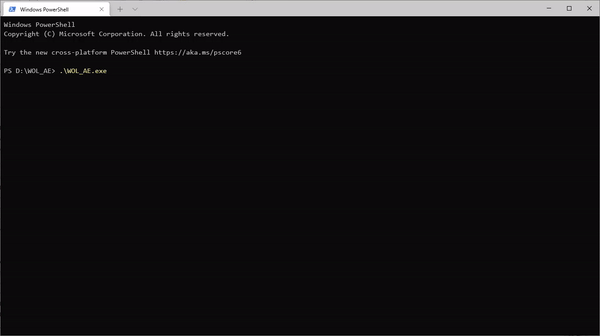 Windows PowerShell
Windows PowerShell
Copyright (C) Microsoft Corporation. All rights reserved.
Try the new cross-platform PowerShell https://aka.ms/pscore6
PS D:\WOL_AE> .\WOL_AE.exe